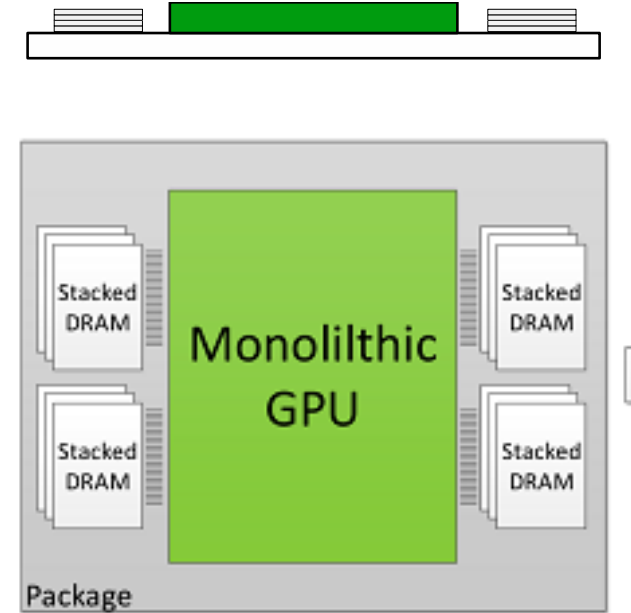 Stacked
DRAM
Stacked
DRAM
Monolilthic
GPU
Stacked
DRAM
Stacked
DRAM
Package